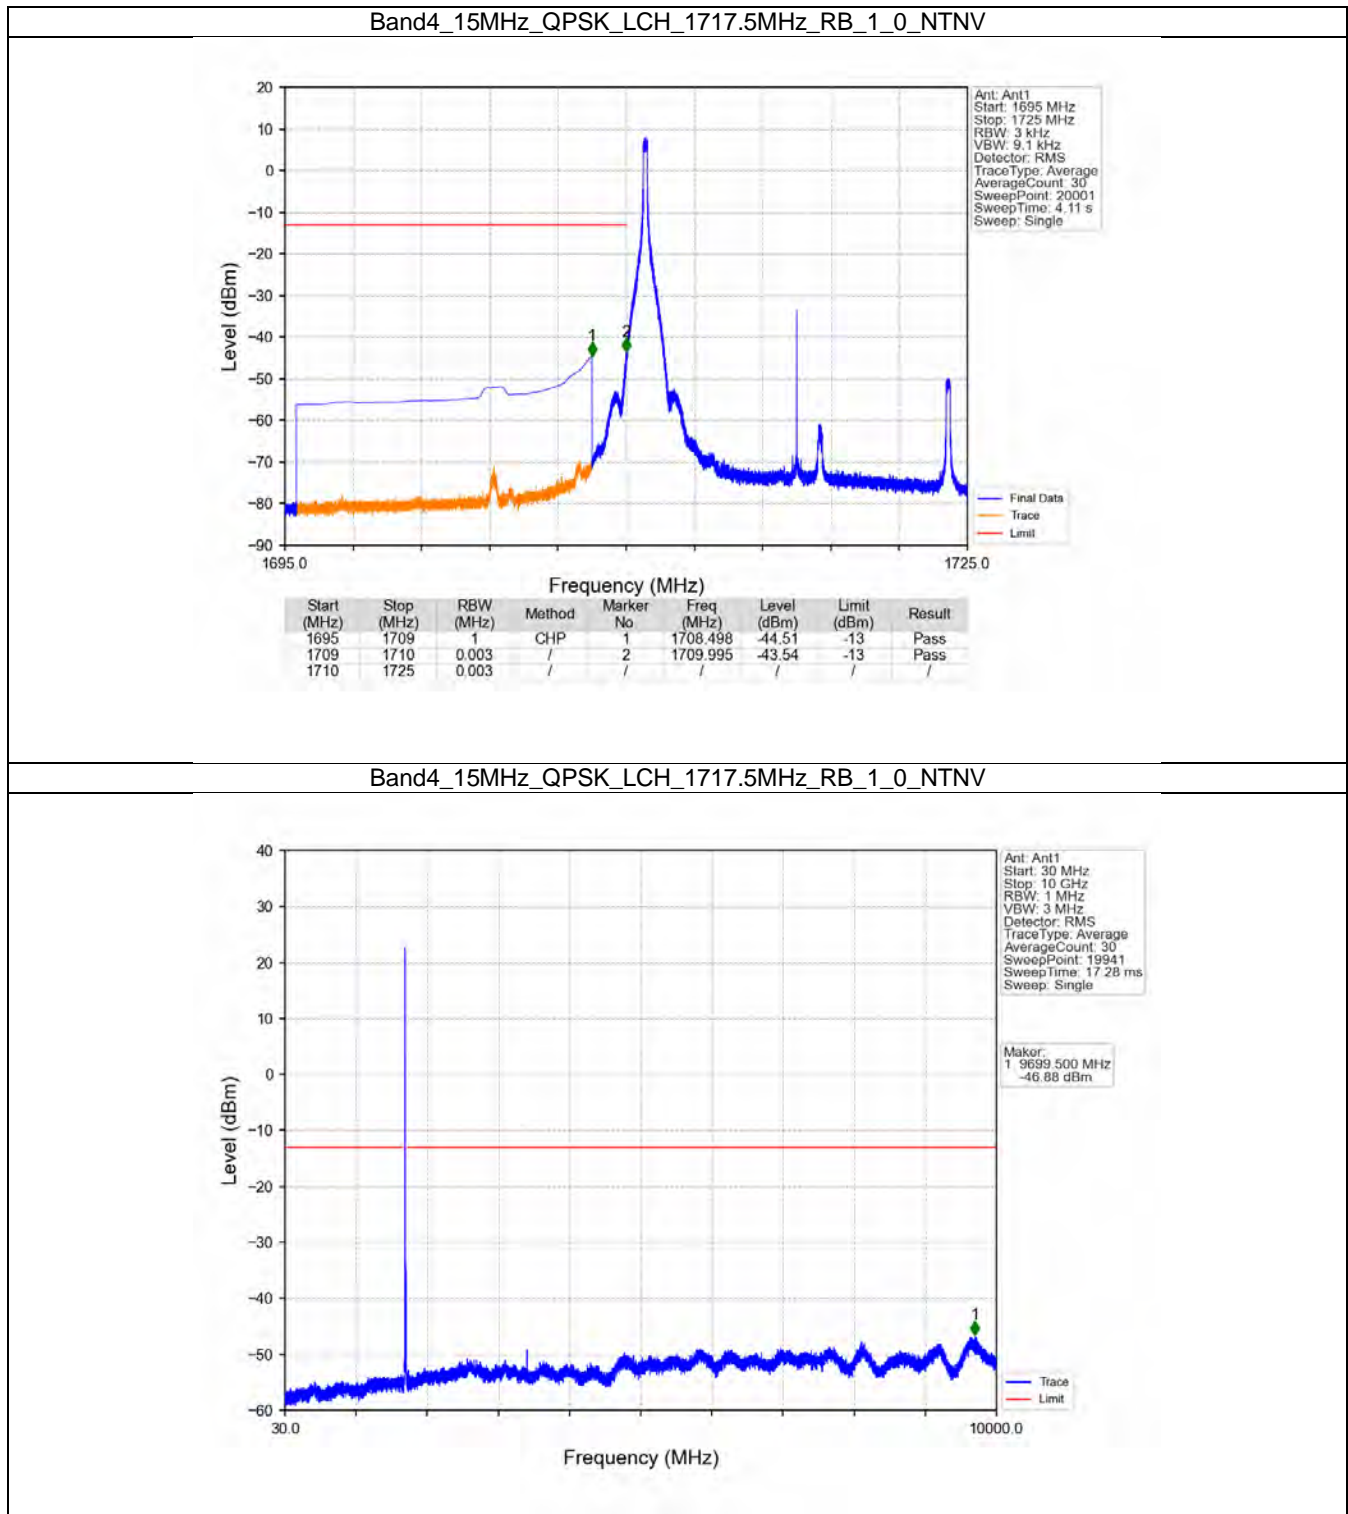 Band4_15MHz_QPSK_LCH_1717.5MHz_RB_1_0_NTNV
20
10
0
−10
−20
−30
−40
−50
−60
−70
−80
−90
Level (dBm)
1
2
1695.0
1725.0
Frequency (MHz)
Ant: Ant1
Start: 1695 MHz
Stop: 1725 MHz
RBW: 3 kHz
VBW: 9.1 kHz
Detector: RMS
TraceType: Average
AverageCount: 30
SweepPoint: 20001
SweepTime: 4.11 s
Sweep: Single
Final Data
Trace
Limit
Start (MHz) Stop (MHz) RBW (MHz) Method Marker No Freq (MHz) Level (dBm) Limit (dBm) Result
1695 1709 1 CHP 1 1708.498 -44.51 -13 Pass
1709 1710 0.003 / 2 1709.995 -43.54 -13 Pass
1710 1725 0.003 / / / / / /
Band4_15MHz_QPSK_LCH_1717.5MHz_RB_1_0_NTNV
40
30
20
10
0
−10
−20
−30
−40
−50
−60
Level (dBm)
1
30.0
10000.0
Frequency (MHz)
Ant: Ant1
Start: 30 MHz
Stop: 10 GHz
RBW: 1 MHz
VBW: 3 MHz
Detector: RMS
TraceType: Average
AverageCount: 30
SweepPoint: 19941
SweepTime: 17.28 ms
Sweep: Single
Maker:
1 9699.500 MHz
-46.88 dBm
Trace
Limit